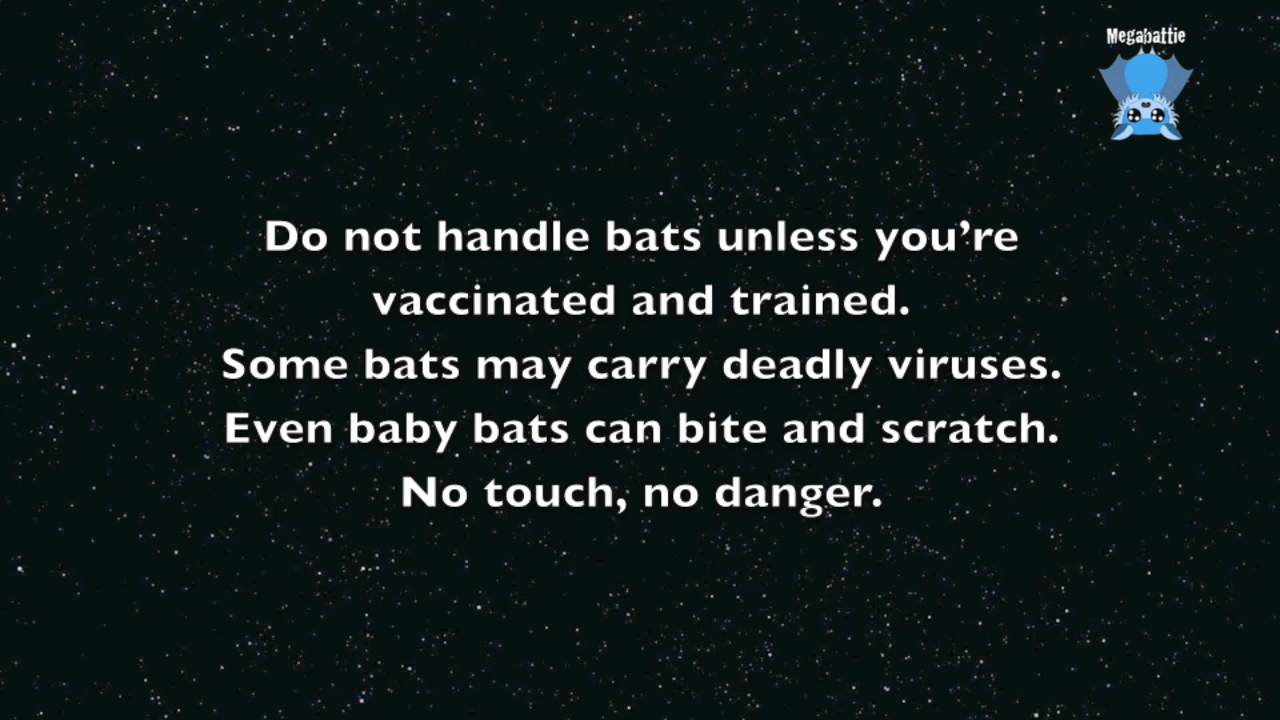 Megabattie
Do not handle bats unless you’re
vaccinated and trained.
Some bats may carry deadly viruses.
Even baby bats can bite and scratch.
No touch, no danger.